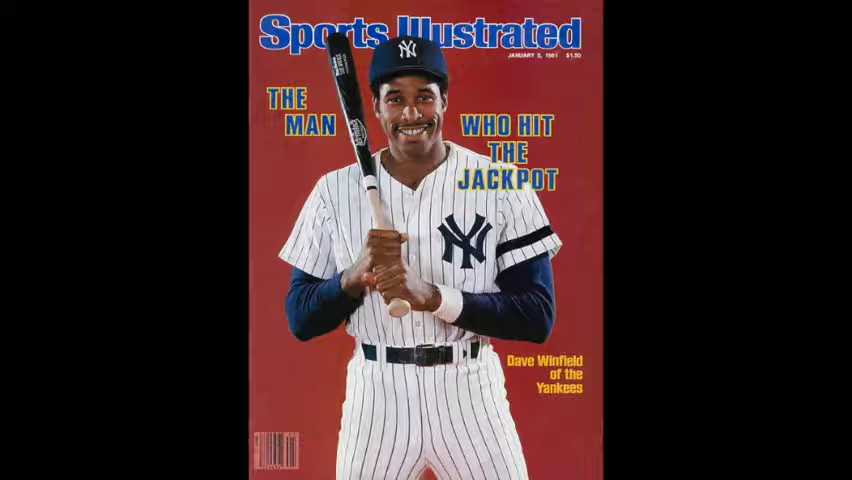 Sports Illustrated
JANUARY 5, 1981 $1.50
THE
MAN
WHO HIT
THE
JACKPOT
NY
NY
Dave Winfield
of the
Yankees